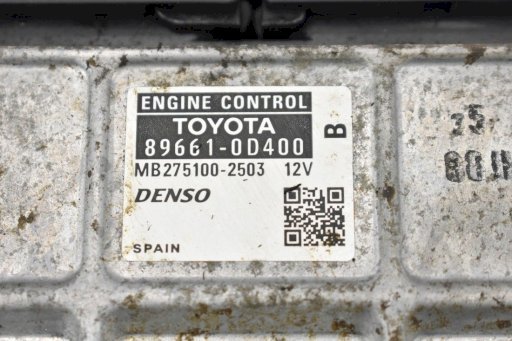 ENGINE CONTROL
TOYOTA
89661-0D400
B
MB275100-2503 12V
DENSO
SPAIN